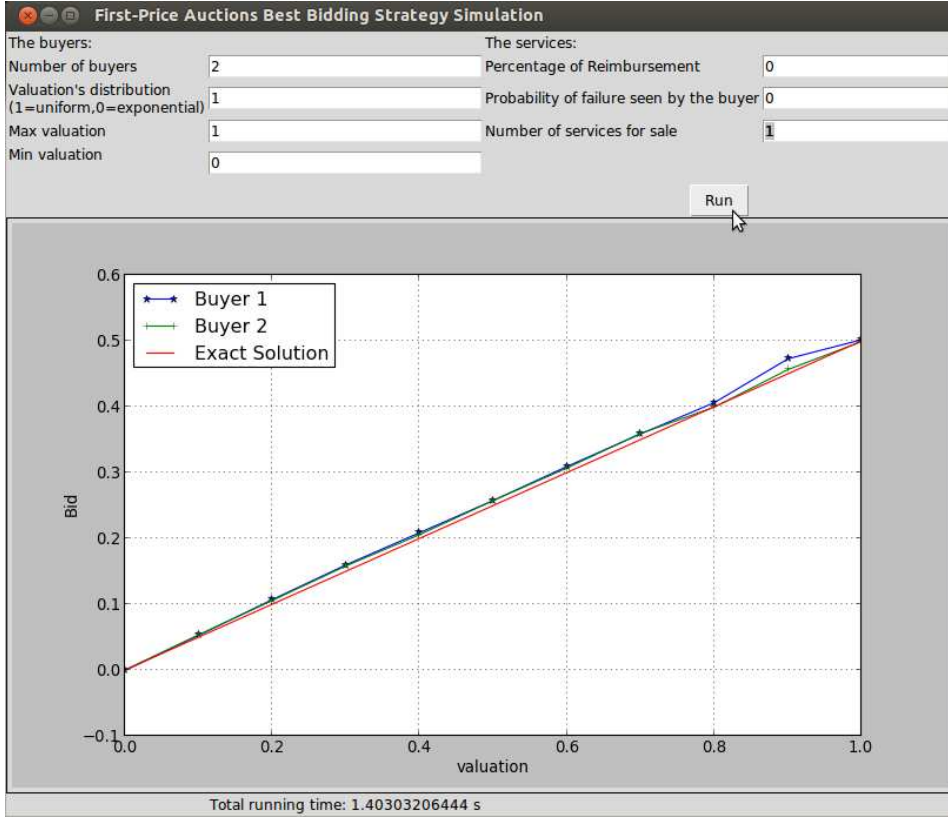 First-Price Auctions Best Bidding Strategy Simulation
The buyers:
Number of buyers 2
Valuation's distribution
(1=uniform,0=exponential) 1
Max valuation 1
Min valuation 0
The services:
Percentage of Reimbursement 0
Probability of failure seen by the buyer 0
Number of services for sale 1
Run
Buyer 1
Buyer 2
Exact Solution
0.6
0.5
0.4
0.3
0.2
0.1
0.0
−0.1
Bid
0.0 0.2 0.4 0.6 0.8 1.0
valuation
Total running time: 1.40303206444 s